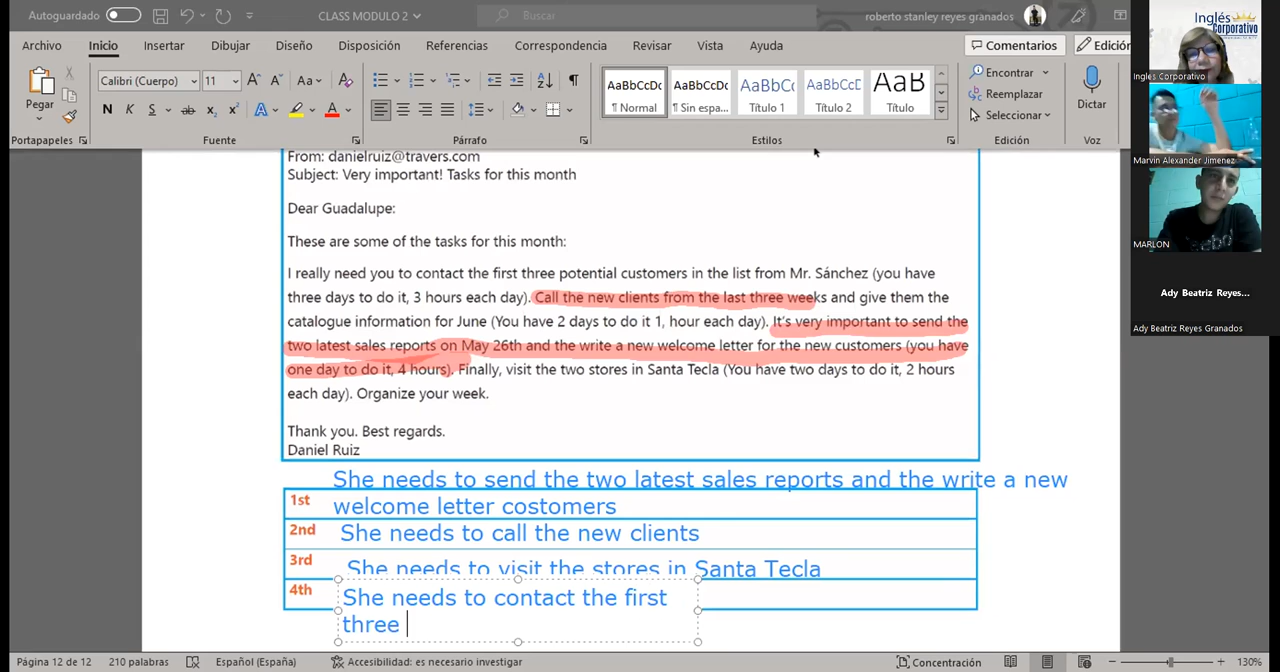 Autoguardado
CLASS MODULO 2
Buscar
roberto stanley reyes granados
Archivo Inicio Insertar Dibujar Diseño Disposición Referencias Correspondencia Revisar Vista Ayuda
Comentarios
Edición
Pegar
Calibri (Cuerpo) 11
Aa
N K S ab x₂ x² A A
AaBbCcDc AaBbCcDc AaBbCc AaBbCcC AaB
¶ Normal ¶ Sin espa... Título 1 Título 2 Título
Encontrar
Reemplazar
Seleccionar
Dictar
Portapapeles Fuente Párrafo Estilos Edición Voz
From: danielruiz@travers.com
Subject: Very important! Tasks for this month
Dear Guadalupe:
These are some of the tasks for this month:
I really need you to contact the first three potential customers in the list from Mr. Sánchez (you have
three days to do it, 3 hours each day). Call the new clients from the last three weeks and give them the
catalogue information for June (You have 2 days to do it 1, hour each day). It's very important to send the
two latest sales reports on May 26th and the write a new welcome letter for the new customers (you have
one day to do it, 4 hours). Finally, visit the two stores in Santa Tecla (You have two days to do it, 2 hours
each day). Organize your week.
Thank you. Best regards.
Daniel Ruiz
She needs to send the two latest sales reports and the write a new
1st welcome letter costomers
2nd She needs to call the new clients
3rd She needs to visit the stores in Santa Tecla
4th She needs to contact the first
three
Inglés
Corporativo
Ingles Corporativo
Marvin Alexander Jimenez
MARLON
Ady Beatriz Reyes...
Ady Beatriz Reyes Granados
Página 12 de 12 210 palabras Español (España) Accesibilidad: es necesario investigar Concentración 130%